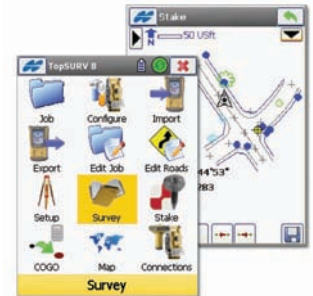 Stake
N
50 USft
TopSURV 8
Job
Configure
Import
Export
Edit Job
Edit Roads
Setup
Survey
Stake
COGO
Map
Connections
Survey
44°53"
283